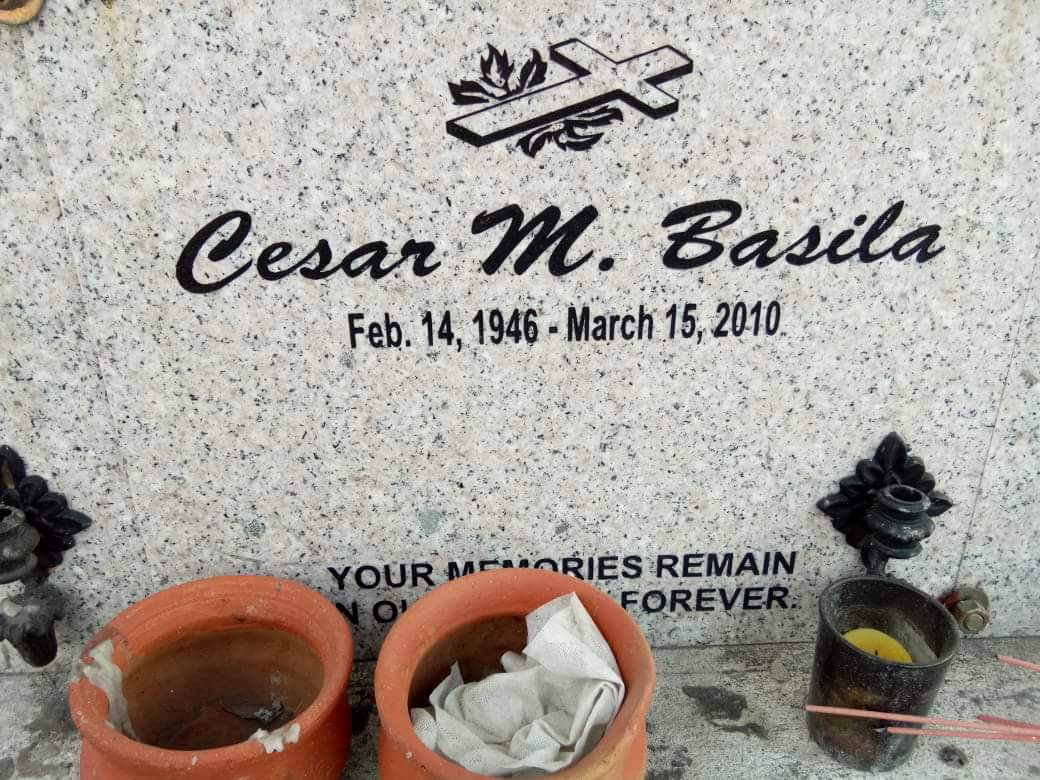 Cesar M. Basila
Feb. 14, 1946 - March 15, 2010
YOUR MEMORIES REMAIN
FOREVER.